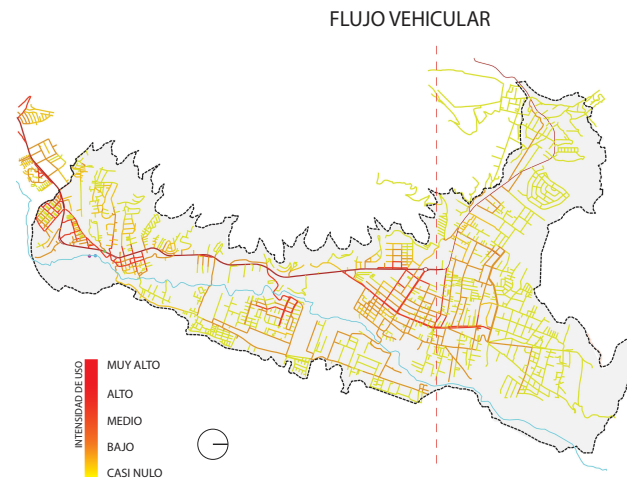 FLUJO VEHICULAR
INTENSIDAD DE USO
MUY ALTO
ALTO
MEDIO
BAJO
CASI NULO